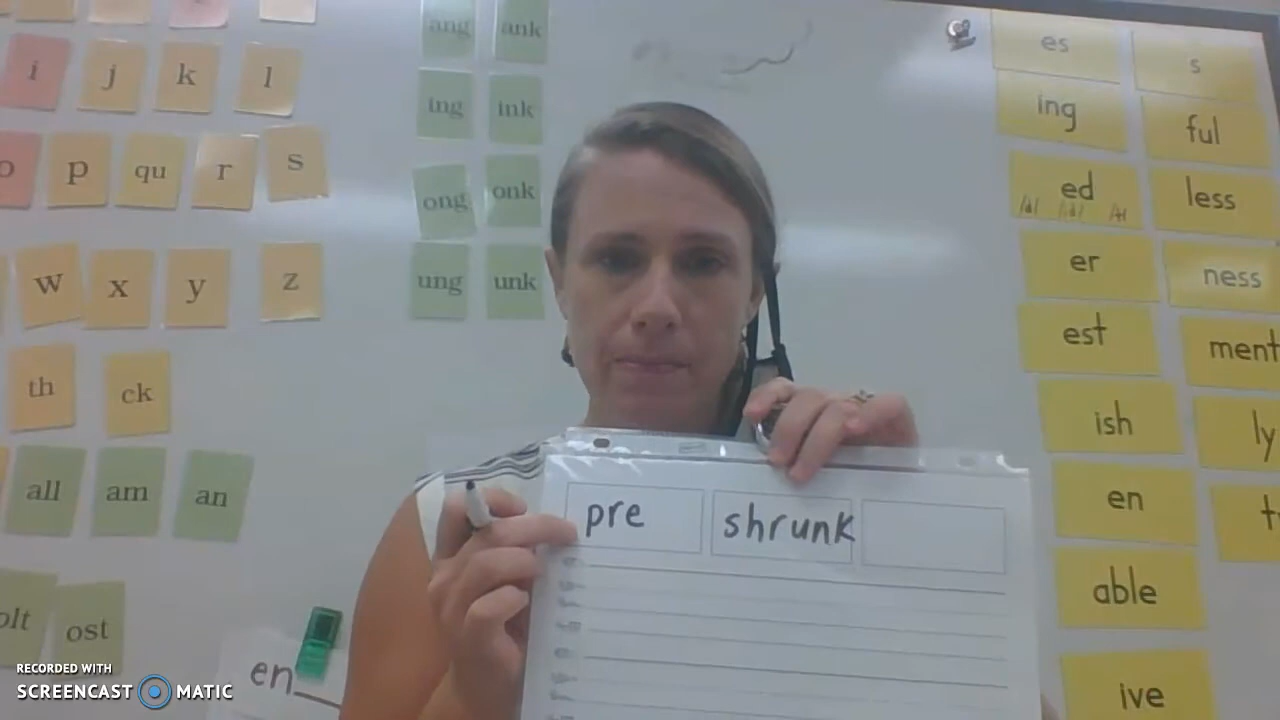 ang ank
i j k l
ing ink
o p qu r s
ong onk
w x y z
ung unk
th ck
all am an
olt ost
en
es s
ing ful
ed less
/d/ /id/ /t/
er ness
est ment
ish ly
en
able
ive
pre shrunk
RECORDED WITH
SCREENCAST MATIC